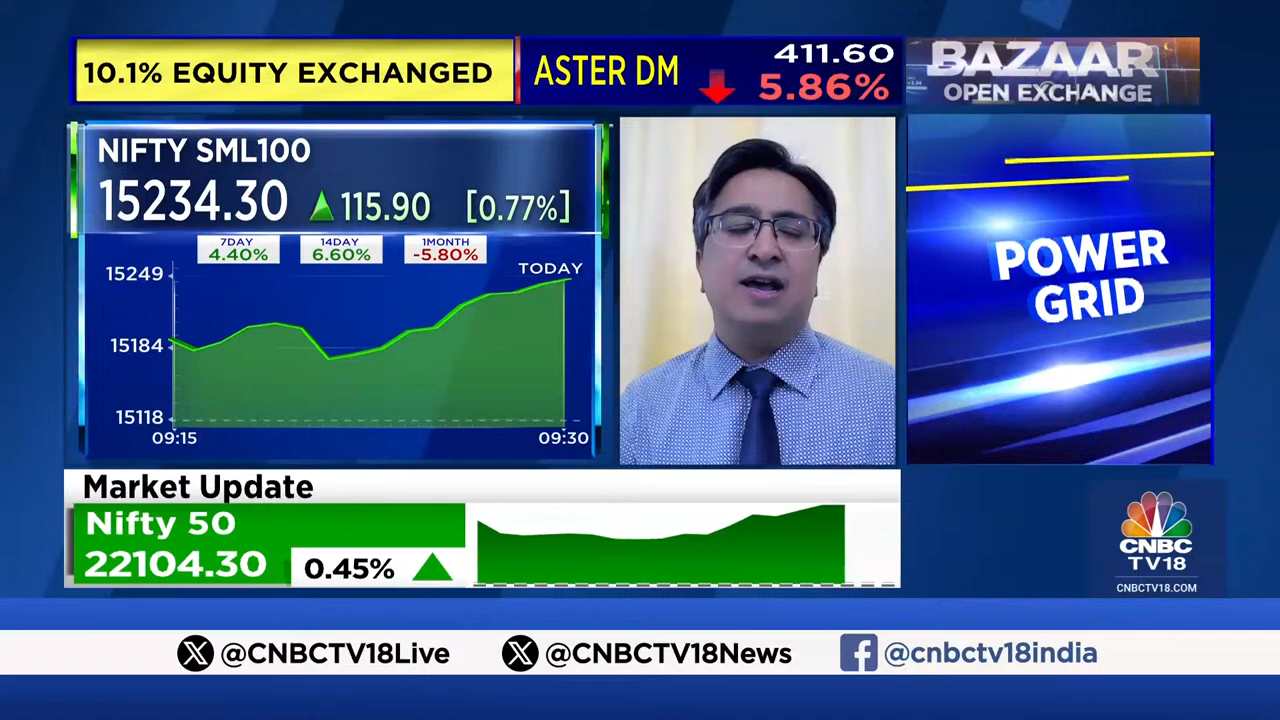 10.1% EQUITY EXCHANGED
ASTER DM
411.60
5.86%
BAZAAR
OPEN EXCHANGE
NIFTY SML100
15234.30 115.90 [0.77%]
7DAY
4.40%
14DAY
6.60%
1MONTH
-5.80%
TODAY
15249
15184
15118
09:15
09:30
POWER
GRID
Market Update
Nifty 50
22104.30
0.45%
CNBC
TV18
CNBCTV18.COM
X @CNBCTV18Live
X @CNBCTV18News
f @cnbctv18india